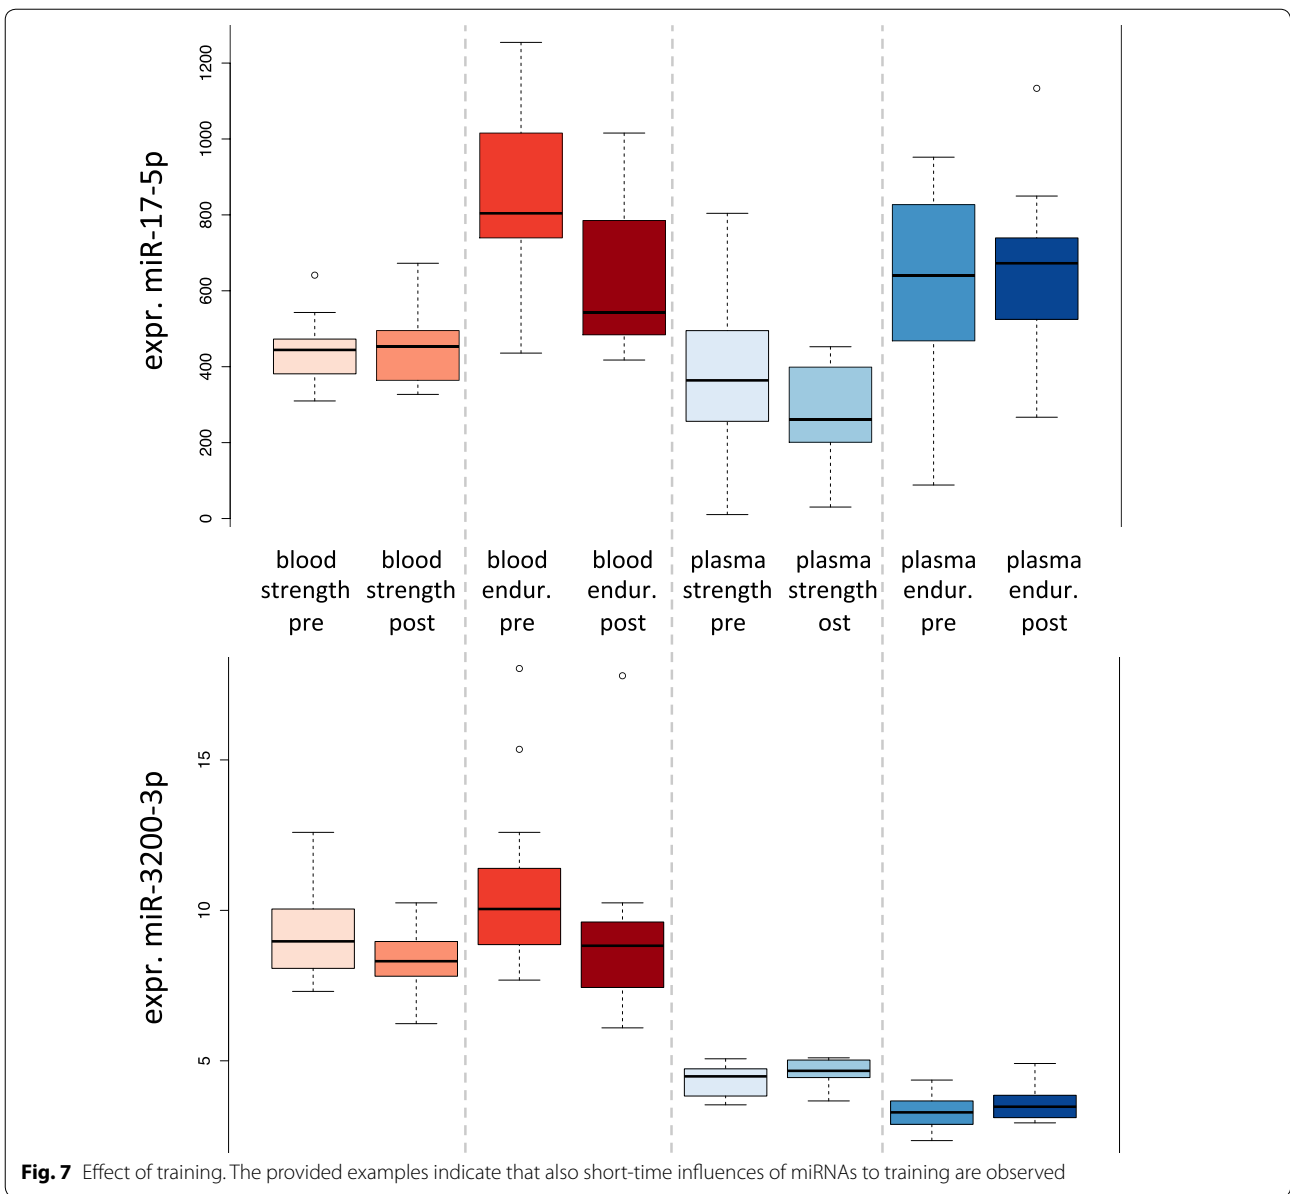 expr. miR-17-5p
1200
1000
800
600
400
200
0
blood strength pre
blood strength post
blood endur. pre
blood endur. post
plasma strength pre
plasma strength ost
plasma endur. pre
plasma endur. post
expr. miR-3200-3p
15
10
5
Fig. 7 Effect of training. The provided examples indicate that also short-time influences of miRNAs to training are observed